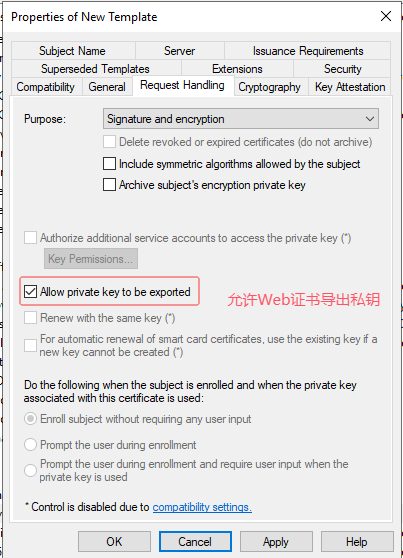 Properties of New Template
Subject Name
Server
Issuance Requirements
Superseded Templates
Extensions
Security
Compatibility
General
Request Handling
Cryptography
Key Attestation
Purpose:
Signature and encryption
Delete revoked or expired certificates (do not archive)
Include symmetric algorithms allowed by the subject
Archive subject's encryption private key
Authorize additional service accounts to access the private key (*)
Key Permissions...
Allow private key to be exported
允许Web证书导出私钥
Renew with the same key (*)
For automatic renewal of smart card certificates, use the existing key if a
new key cannot be created (*)
Do the following when the subject is enrolled and when the private key
associated with this certificate is used:
Enroll subject without requiring any user input
Prompt the user during enrollment
Prompt the user during enrollment and require user input when the
private key is used
* Control is disabled due to compatibility settings.
OK
Cancel
Apply
Help